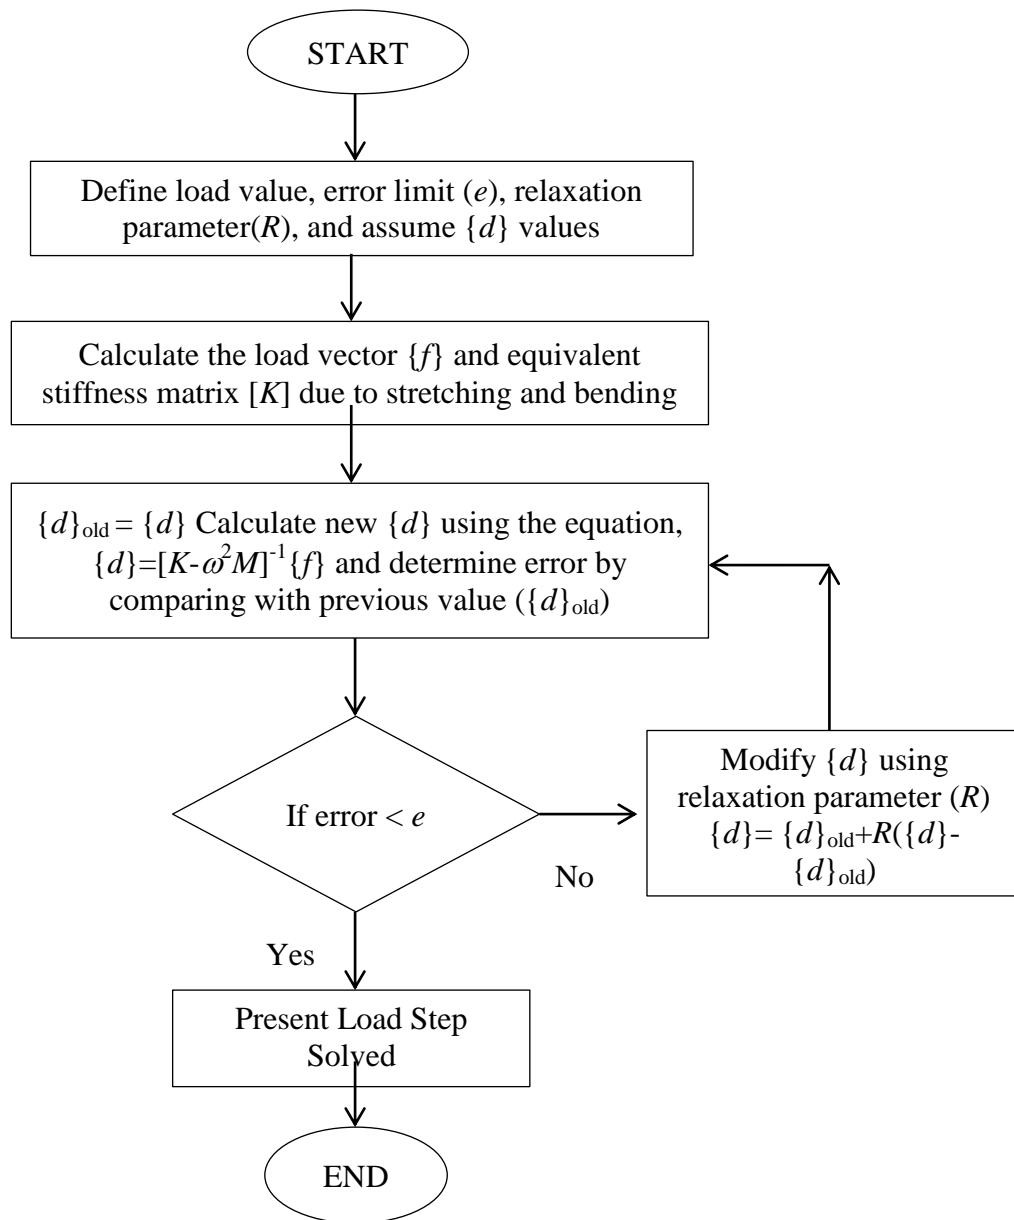 START
Define load value, error limit (e), relaxation
parameter(R), and assume {d} values
Calculate the load vector {f} and equivalent
stiffness matrix [K] due to stretching and bending
{d}old = {d} Calculate new {d} using the equation,
{d}=[K-ω²M]⁻¹{f} and determine error by
comparing with previous value ({d}old)
If error < e
No
Modify {d} using
relaxation parameter (R)
{d}= {d}old+R({d}-
{d}old)
Yes
Present Load Step
Solved
END